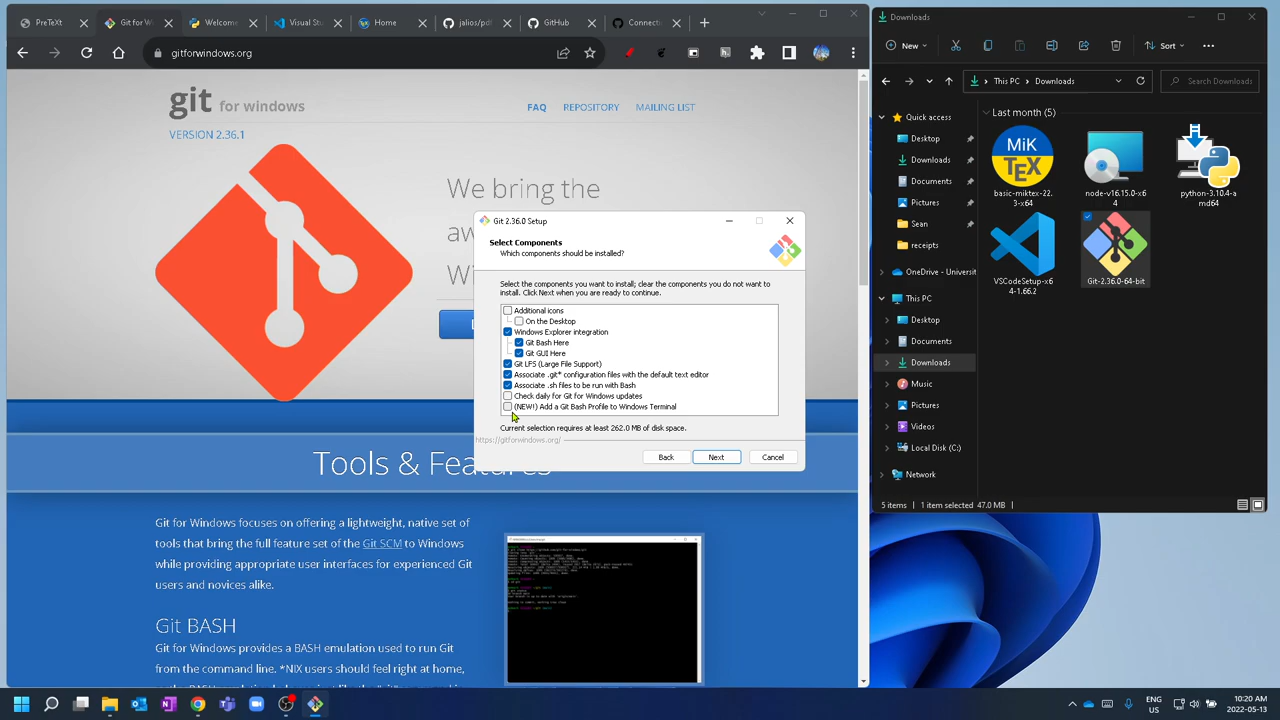 PreTeXt
Git for Win
Welcome
Visual Stu
Home
jalios/pdf
GitHub
Connecti
gitforwindows.org
git for windows
VERSION 2.36.1
FAQ
REPOSITORY
MAILING LIST
We bring the
Git 2.36.0 Setup
Select Components
Which components should be installed?
Select the components you want to install; clear the components you do not want to
install. Click Next when you are ready to continue.
Additional icons
On the Desktop
Windows Explorer integration
Git Bash Here
Git GUI Here
Git LFS (Large File Support)
Associate .git* configuration files with the default text editor
Associate .sh files to be run with Bash
Check daily for Git for Windows updates
(NEW!) Add a Git Bash Profile to Windows Terminal
Current selection requires at least 262.0 MB of disk space.
https://gitforwindows.org/
Back
Next
Cancel
Tools & Features
Git for Windows focuses on offering a lightweight, native set of
tools that bring the full feature set of the Git SCM to Windows
while providing appropriate user interfaces for experienced Git
users and novices alike.
Git BASH
Git for Windows provides a BASH emulation used to run Git
from the command line. *NIX users should feel right at home,
Downloads
New
Sort
This PC
Downloads
Search Downloads
Quick access
Desktop
Downloads
Documents
Pictures
Sean
receipts
OneDrive - Universit
This PC
Desktop
Documents
Downloads
Music
Pictures
Videos
Local Disk (C:)
Network
Last month (5)
MiK
TEX
basic-miktex-22.
3-x64
node-v16.15.0-x6
4
python-3.10.4-a
md64
VSCodeSetup-x6
4-1.66.2
Git-2.36.0-64-bit
5 items
1 item selected 47.0 MB
ENG
US
10:20 AM
2022-05-13